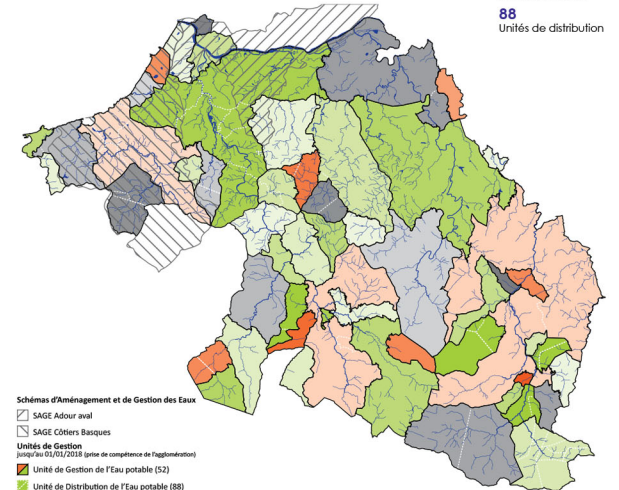 88
Unités de distribution
Schémas d'Aménagement et de Gestion des Eaux
SAGE Adour aval
SAGE Côtiers Basques
Unités de Gestion
jusqu'au 01/01/2018 (prise de compétence de l'agglomération)
Unité de Gestion de l'Eau potable (52)
Unité de Distribution de l'Eau potable (88)